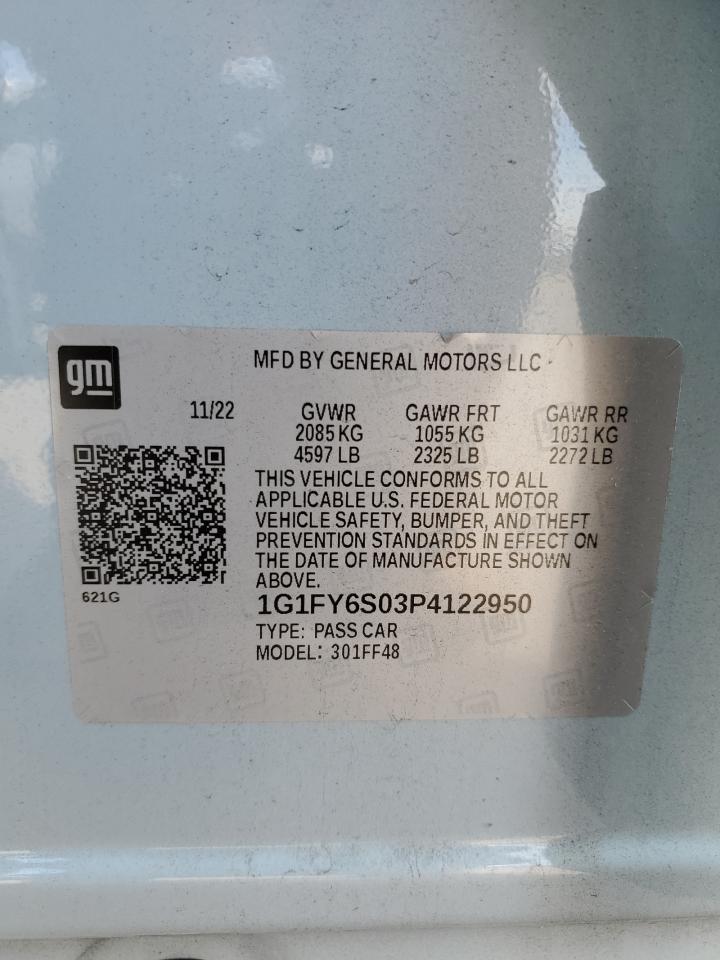 gm
MFD BY GENERAL MOTORS LLC
11/22 GVWR GAWR FRT GAWR RR
2085 KG 1055 KG 1031 KG
4597 LB 2325 LB 2272 LB
THIS VEHICLE CONFORMS TO ALL
APPLICABLE U.S. FEDERAL MOTOR
VEHICLE SAFETY, BUMPER, AND THEFT
PREVENTION STANDARDS IN EFFECT ON
THE DATE OF MANUFACTURE SHOWN
ABOVE.
621G
1G1FY6S03P4122950
TYPE: PASS CAR
MODEL: 301FF48